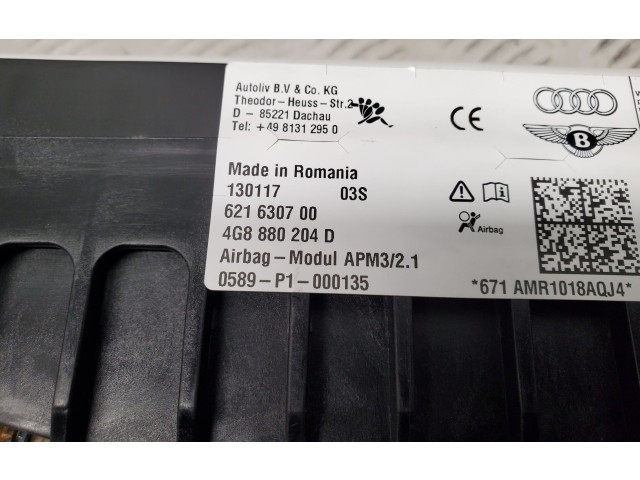 Autoliv B.V & Co. KG
Theodor-Heuss-Str.2
D - 85221 Dachau
Tel: +49 8131 295 0
CE
B
Made in Romania
130117 03S
621 6307 00
4G8 880 204 D
Airbag-Modul APM3/2.1
0589-P1-000135
Airbag
*671 AMR1018AQJ4*